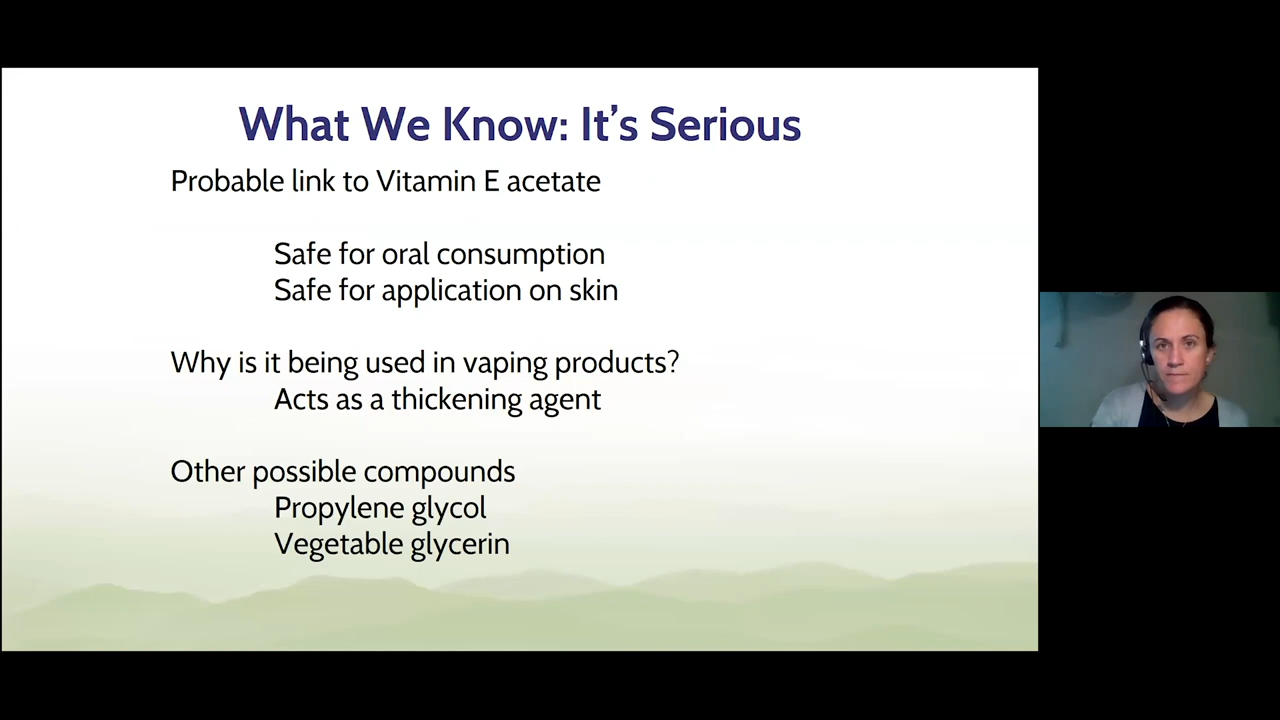 What We Know: It's Serious
Probable link to Vitamin E acetate
Safe for oral consumption
Safe for application on skin
Why is it being used in vaping products?
Acts as a thickening agent
Other possible compounds
Propylene glycol
Vegetable glycerin